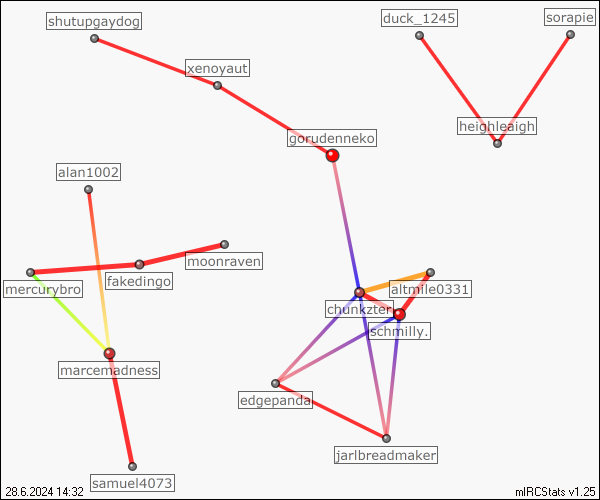 shutupgaydog
duck_1245
sorapie
xenoyaut
heighleaigh
gorudenneko
alan1002
moonraven
fakedingo
mercurybro
altmile0331
chunkzter
schmilly.
marcemadness
edgepanda
jarlbreadmaker
samuel4073
28.6.2024 14:32
mIRCStats v1.25